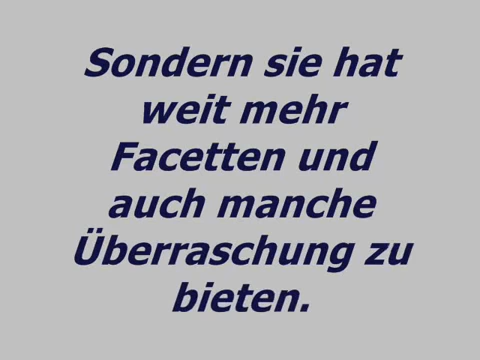 Sondern sie hat
weit mehr
Facetten und
auch manche
Überraschung zu
bieten.